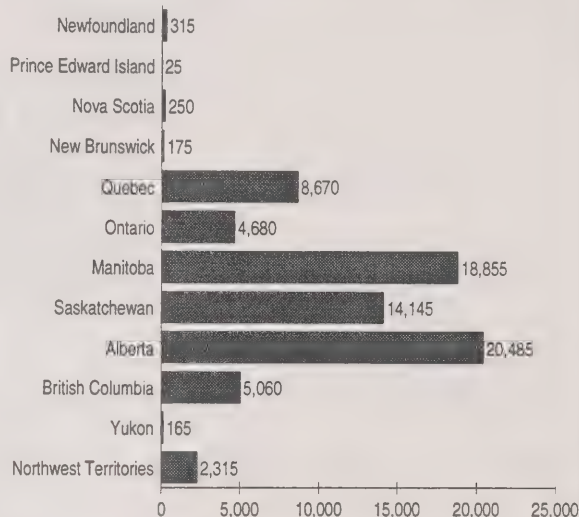 Newfoundland 315
Prince Edward Island 25
Nova Scotia 250
New Brunswick 175
Quebec 8,670
Ontario 4,680
Manitoba 18,855
Saskatchewan 14,145
Alberta 20,485
British Columbia 5,060
Yukon 165
Northwest Territories 2,315
0 5,000 10,000 15,000 20,000 25,000